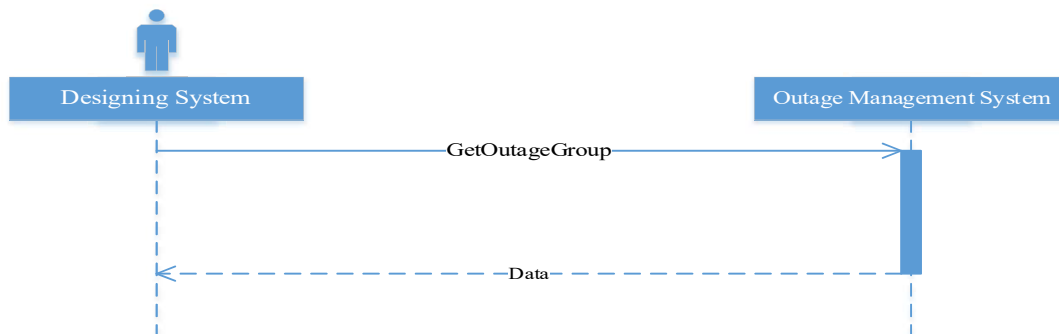 Designing System
Outage Management System
GetOutageGroup
Data